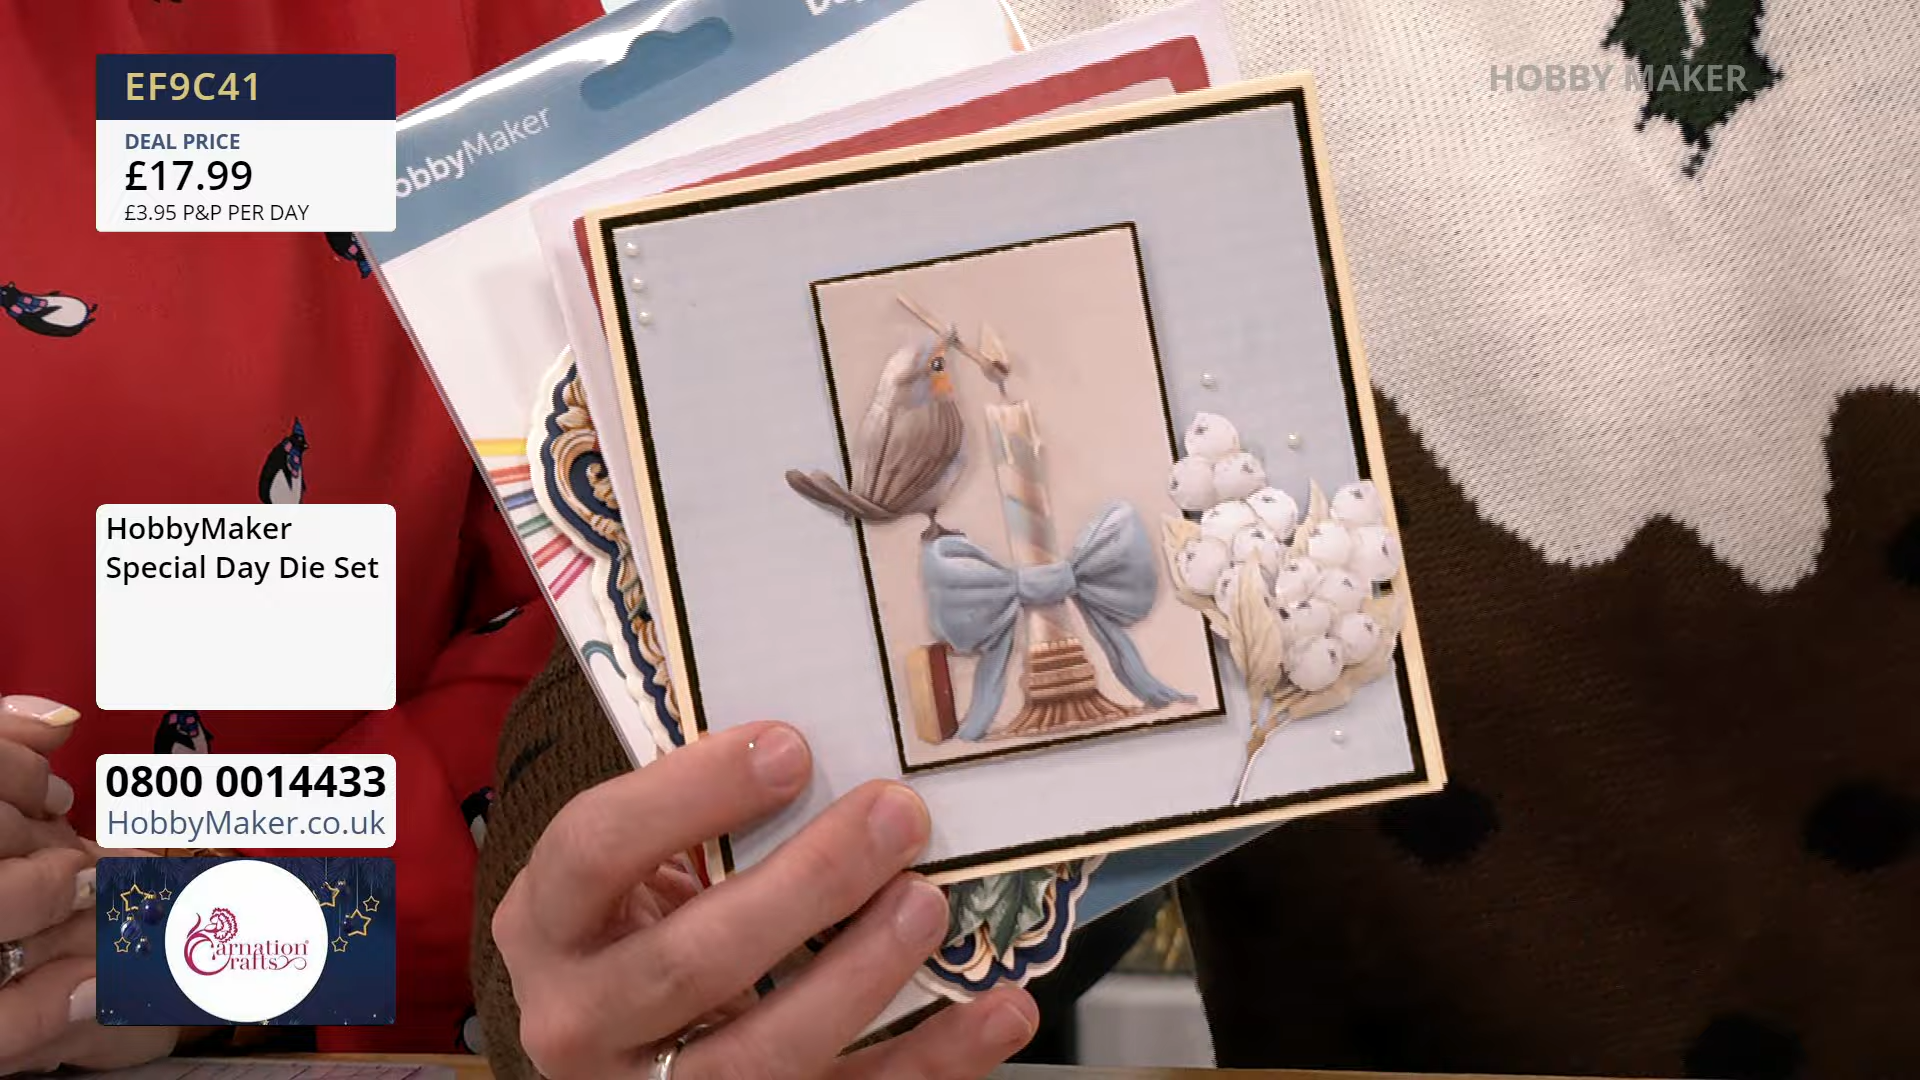 EF9C41
DEAL PRICE
£17.99
£3.95 P&P PER DAY
HobbyMaker
Special Day Die Set
0800 0014433
HobbyMaker.co.uk
Carnation
Crafts
obbyMaker
HOBBY MAKER